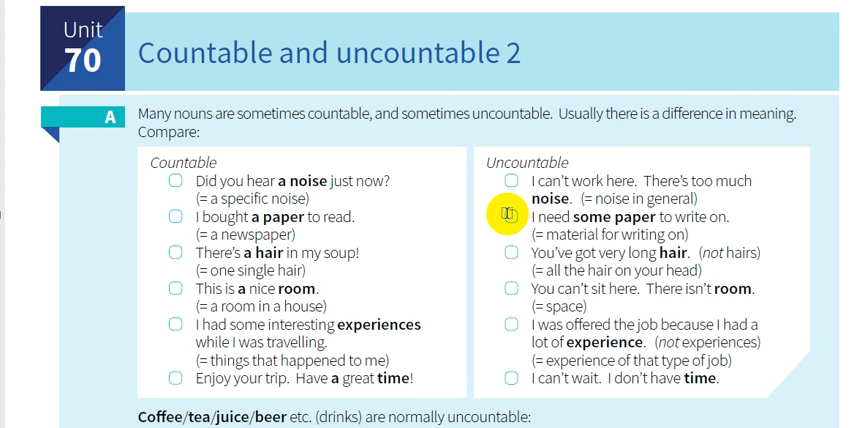 Unit
70
Countable and uncountable 2
A
Many nouns are sometimes countable, and sometimes uncountable. Usually there is a difference in meaning.
Compare:
Countable
Did you hear a noise just now?
(= a specific noise)
I bought a paper to read.
(= a newspaper)
There's a hair in my soup!
(= one single hair)
This is a nice room.
(= a room in a house)
I had some interesting experiences
while I was travelling.
(= things that happened to me)
Enjoy your trip. Have a great time!
Uncountable
I can't work here. There's too much
noise. (= noise in general)
I need some paper to write on.
(= material for writing on)
You've got very long hair. (not hairs)
(= all the hair on your head)
You can't sit here. There isn't room.
(= space)
I was offered the job because I had a
lot of experience. (not experiences)
(= experience of that type of job)
I can't wait. I don't have time.
Coffee/tea/juice/beer etc. (drinks) are normally uncountable: